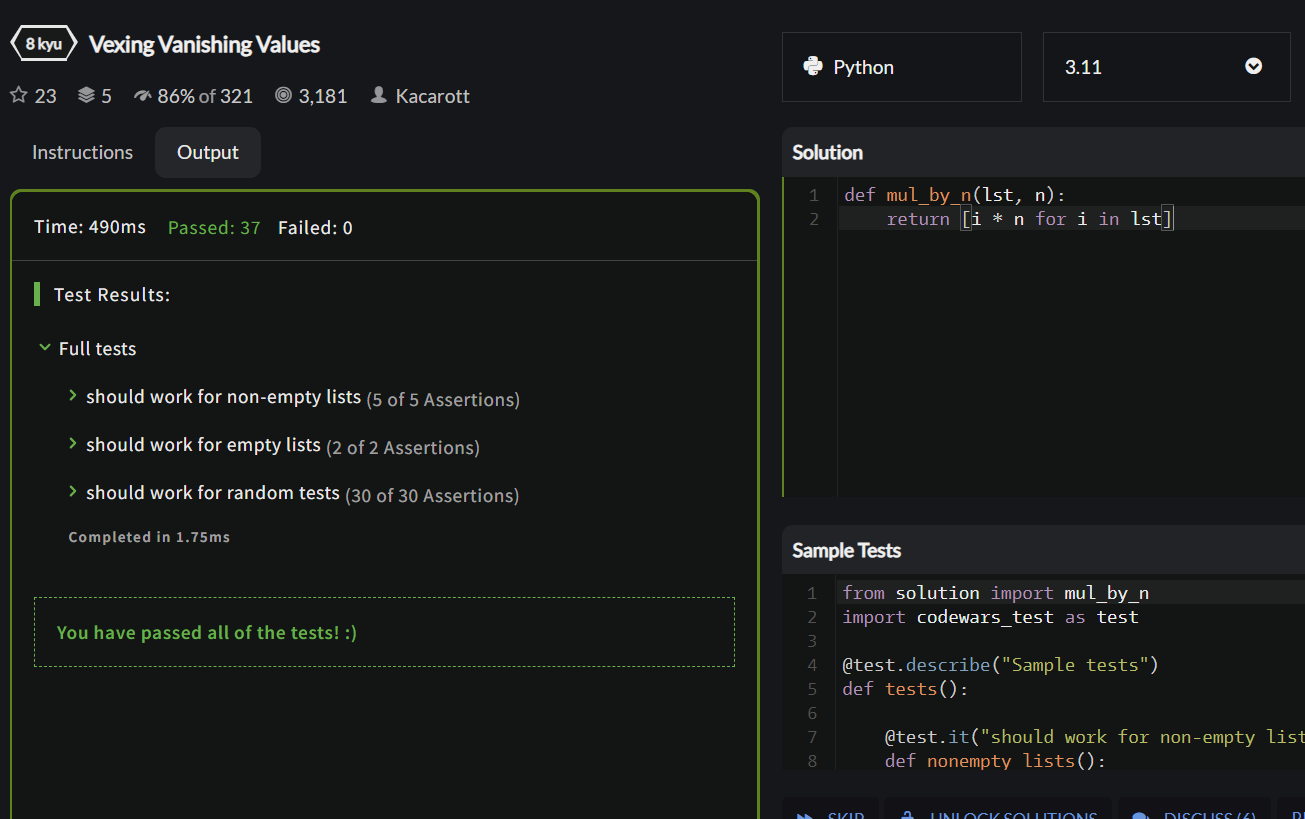 8 kyu Vexing Vanishing Values
23 5 86% of 321 3,181 Kacarott
Instructions Output
Time: 490ms Passed: 37 Failed: 0
Test Results:
Full tests
should work for non-empty lists (5 of 5 Assertions)
should work for empty lists (2 of 2 Assertions)
should work for random tests (30 of 30 Assertions)
Completed in 1.75ms
You have passed all of the tests! :)
Python 3.11
Solution
1 def mul_by_n(lst, n):
2 return [i * n for i in lst]
Sample Tests
1 from solution import mul_by_n
2 import codewars_test as test
3
4 @test.describe("Sample tests")
5 def tests():
6
7 @test.it("should work for non-empty list
8 def nonempty_lists():
SKIP UNLOCK SOLUTIONS DISCUSS (6)